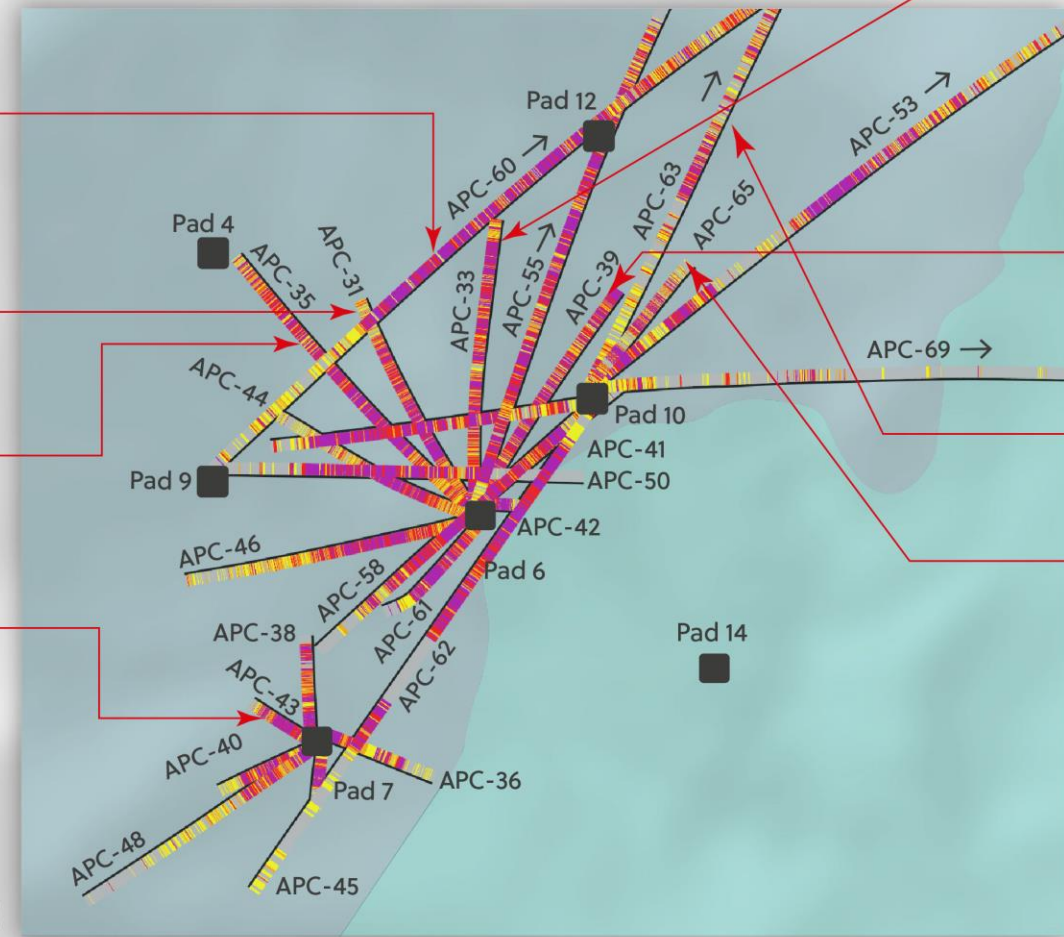 Pad 12
APC-53 →
APC-60 →
APC-63 →
APC-65
Pad 4
APC-35
APC-31
APC-33
APC-55 →
APC-39
APC-69 →
APC-44
Pad 10
APC-41
Pad 9
APC-50
APC-42
APC-46
Pad 6
APC-58
APC-61
APC-62
Pad 14
APC-38
APC-43
APC-40
APC-36
Pad 7
APC-48
APC-45